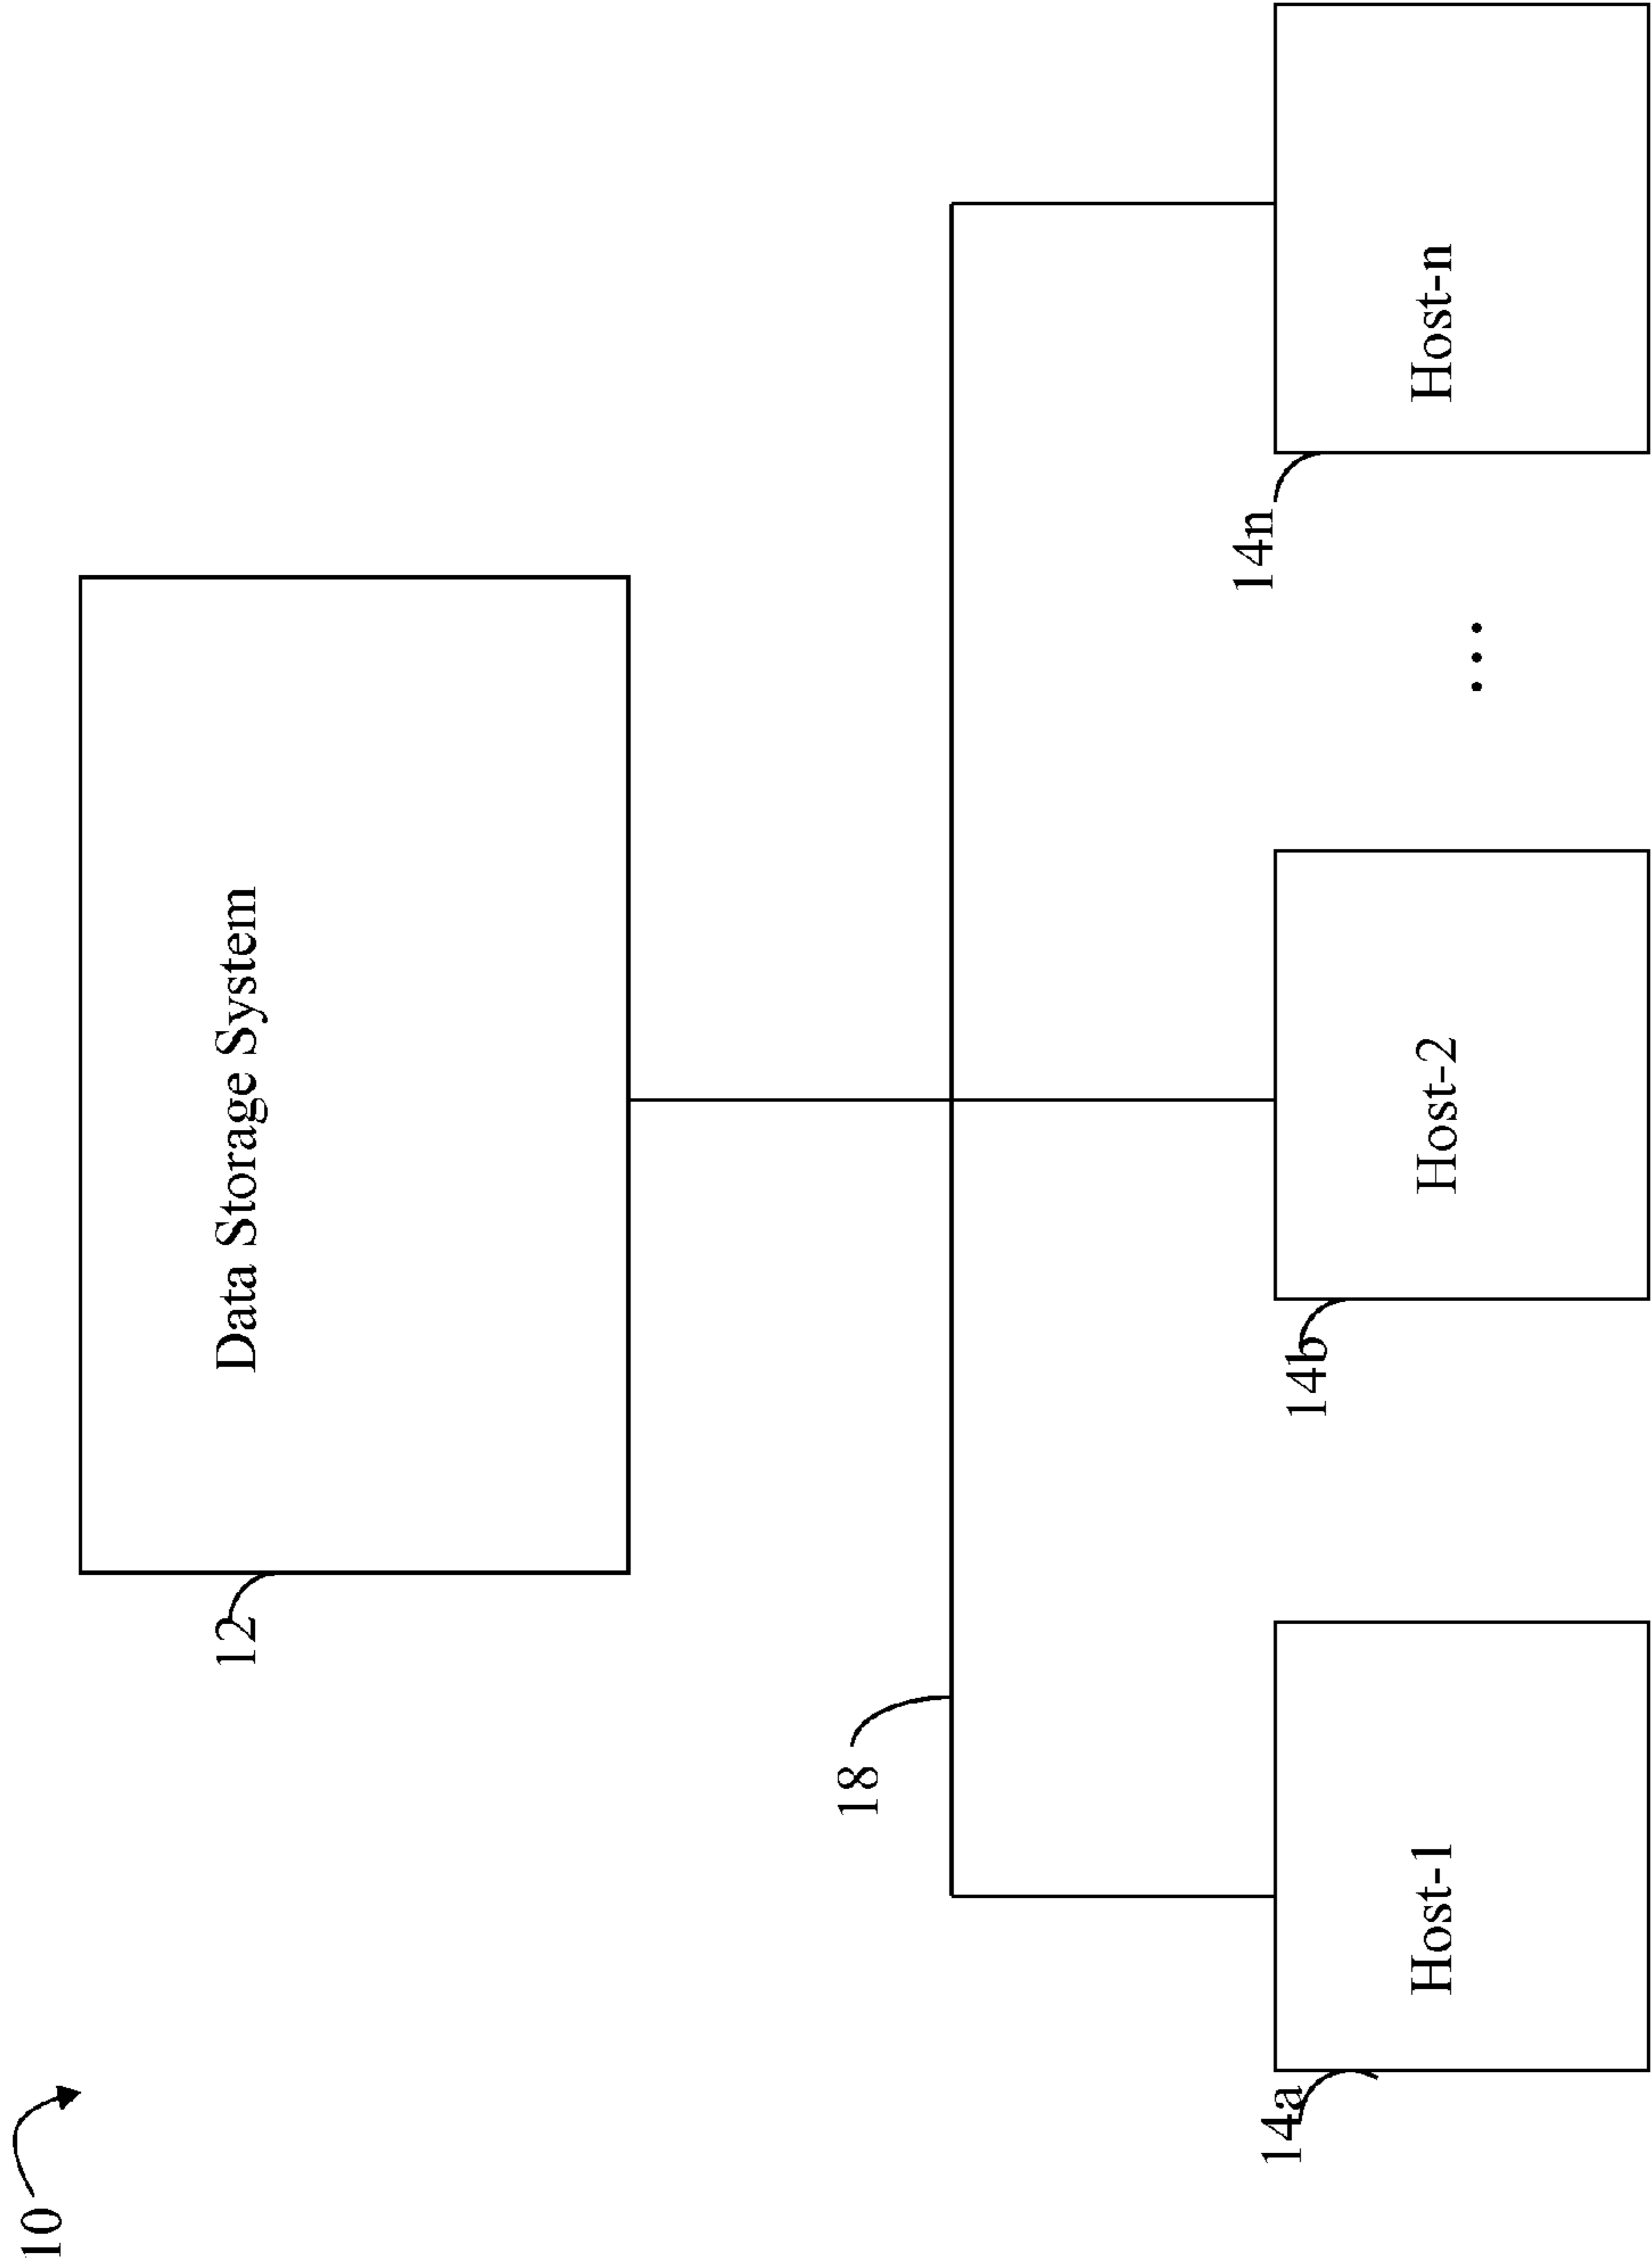 10
Data Storage System
12
18
14a
Host-1
14b
Host-2
...
14n
Host-n